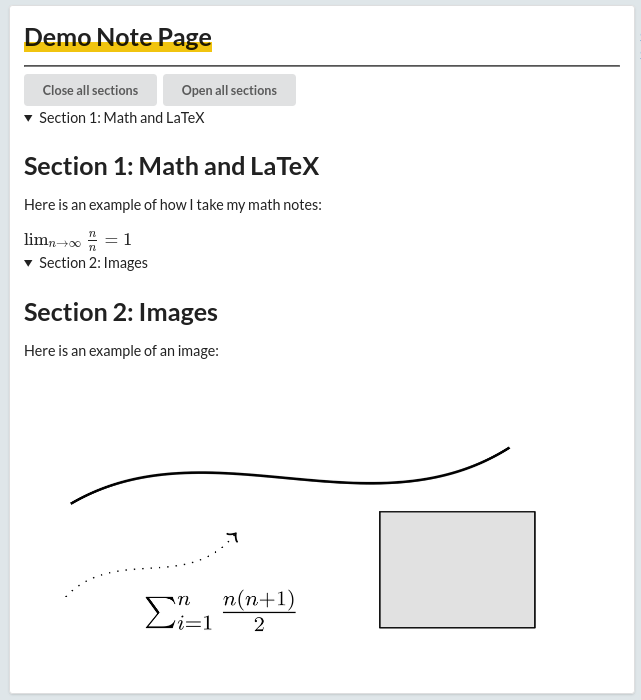 Demo Note Page
Close all sections Open all sections
▼ Section 1: Math and LaTeX
Section 1: Math and LaTeX
Here is an example of how I take my math notes:
lim_{n→∞} \frac{n}{n} = 1
▼ Section 2: Images
Section 2: Images
Here is an example of an image:
\sum_{i=1}^{n} \frac{n(n+1)}{2}